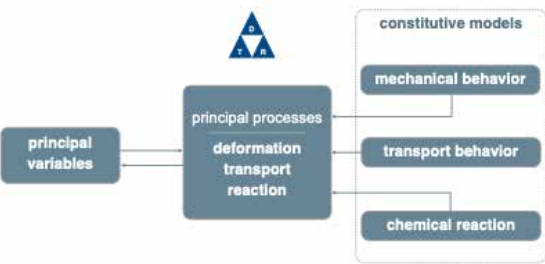 D
T R
constitutive models
mechanical behavior
principal processes
deformation
transport
reaction
principal
variables
transport behavior
chemical reaction